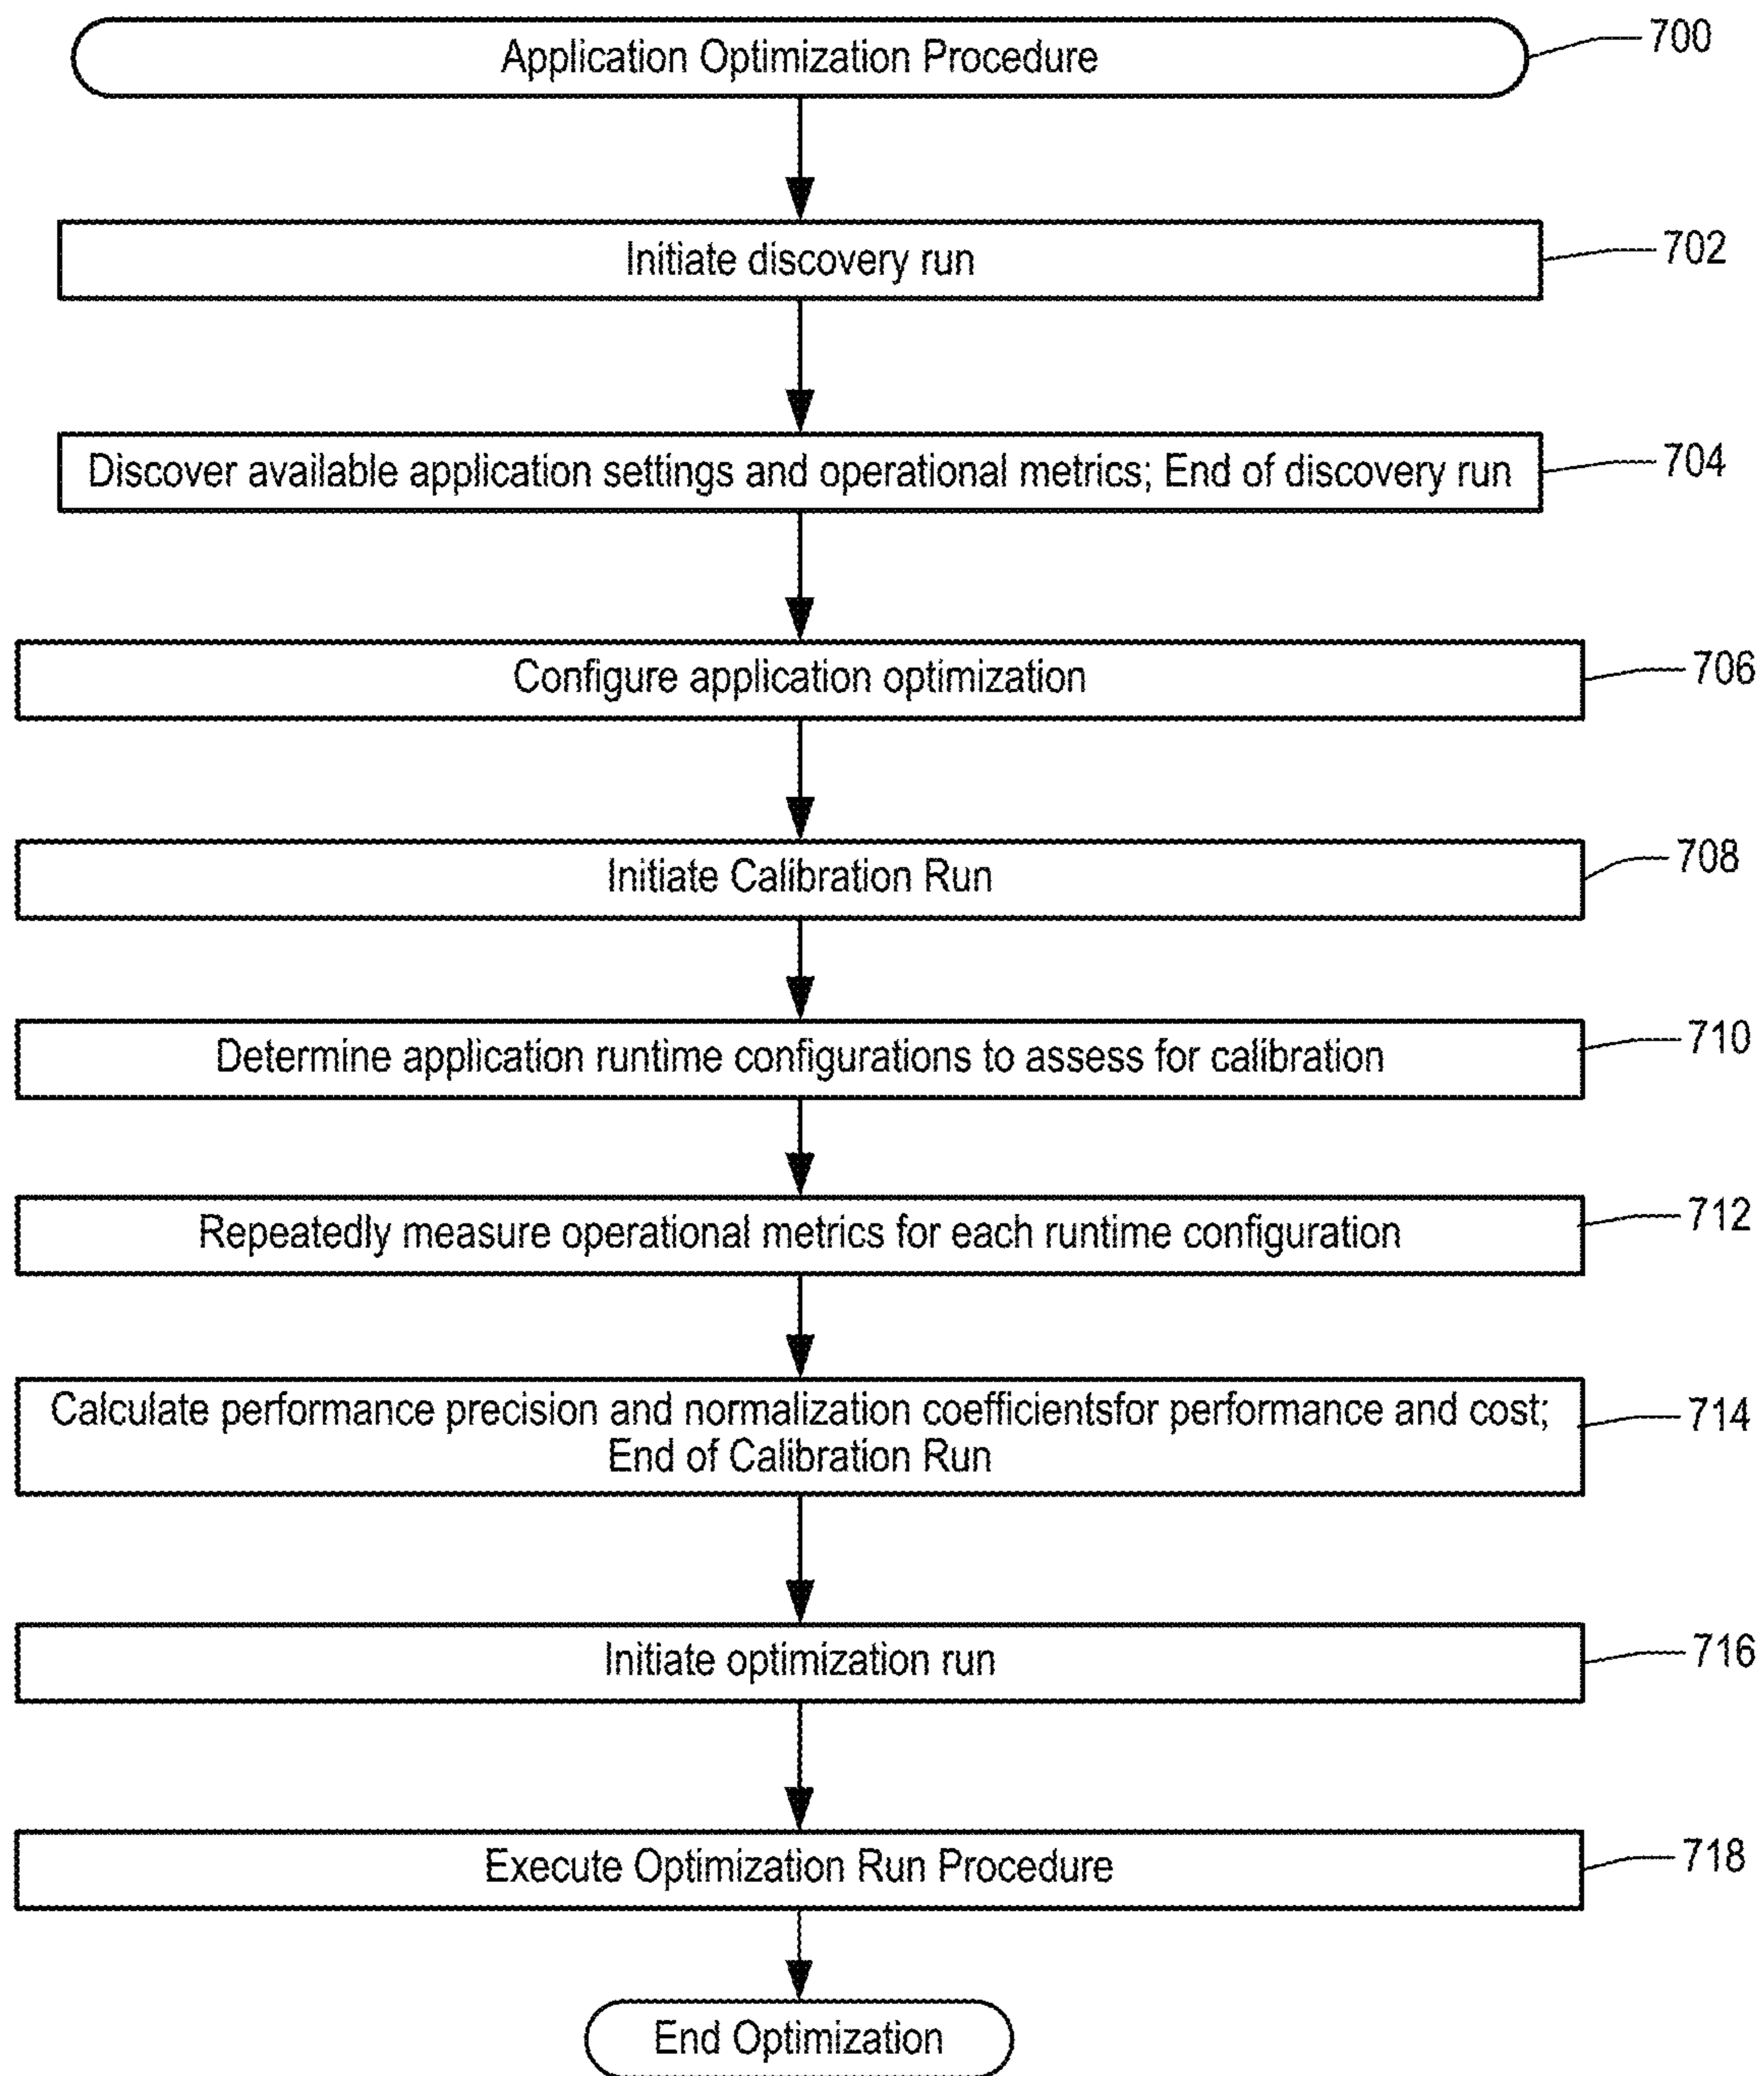 Application Optimization Procedure
700
Initiate discovery run
702
Discover available application settings and operational metrics; End of discovery run
704
Configure application optimization
706
Initiate Calibration Run
708
Determine application runtime configurations to assess for calibration
710
Repeatedly measure operational metrics for each runtime configuration
712
Calculate performance precision and normalization coefficientsfor performance and cost;
End of Calibration Run
714
Initiate optimization run
716
Execute Optimization Run Procedure
718
End Optimization